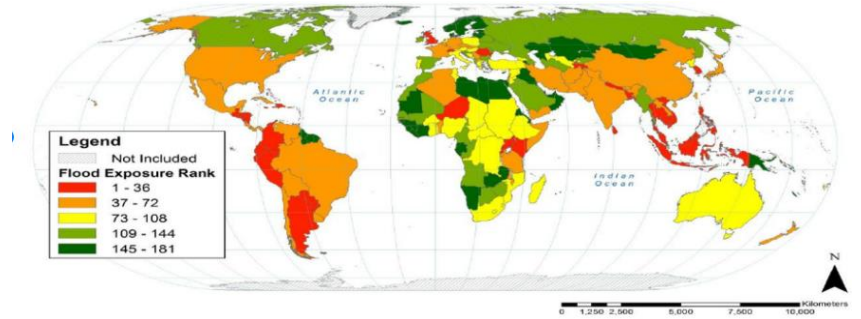 Atlantic
Ocean
Pacific
Ocean
Indian
Ocean
Legend
Not Included
Flood Exposure Rank
1 - 36
37 - 72
73 - 108
109 - 144
145 - 181
N
Kilometers
0 1,250 2,500 5,000 7,500 10,000